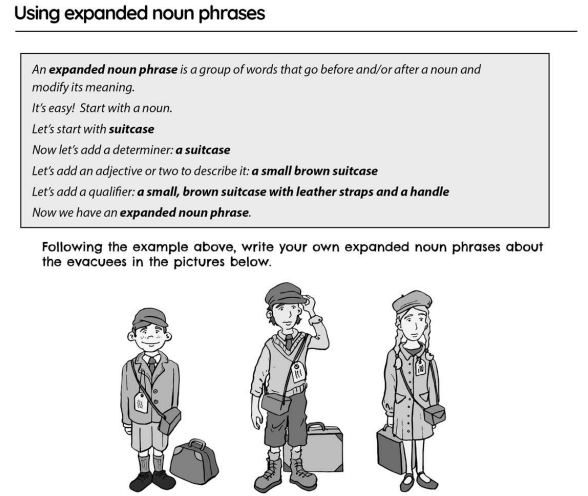 Using expanded noun phrases
An expanded noun phrase is a group of words that go before and/or after a noun and
modify its meaning.
It's easy! Start with a noun.
Let's start with suitcase
Now let's add a determiner: a suitcase
Let's add an adjective or two to describe it: a small brown suitcase
Let's add a qualifier: a small, brown suitcase with leather straps and a handle
Now we have an expanded noun phrase.
Following the example above, write your own expanded noun phrases about
the evacuees in the pictures below.